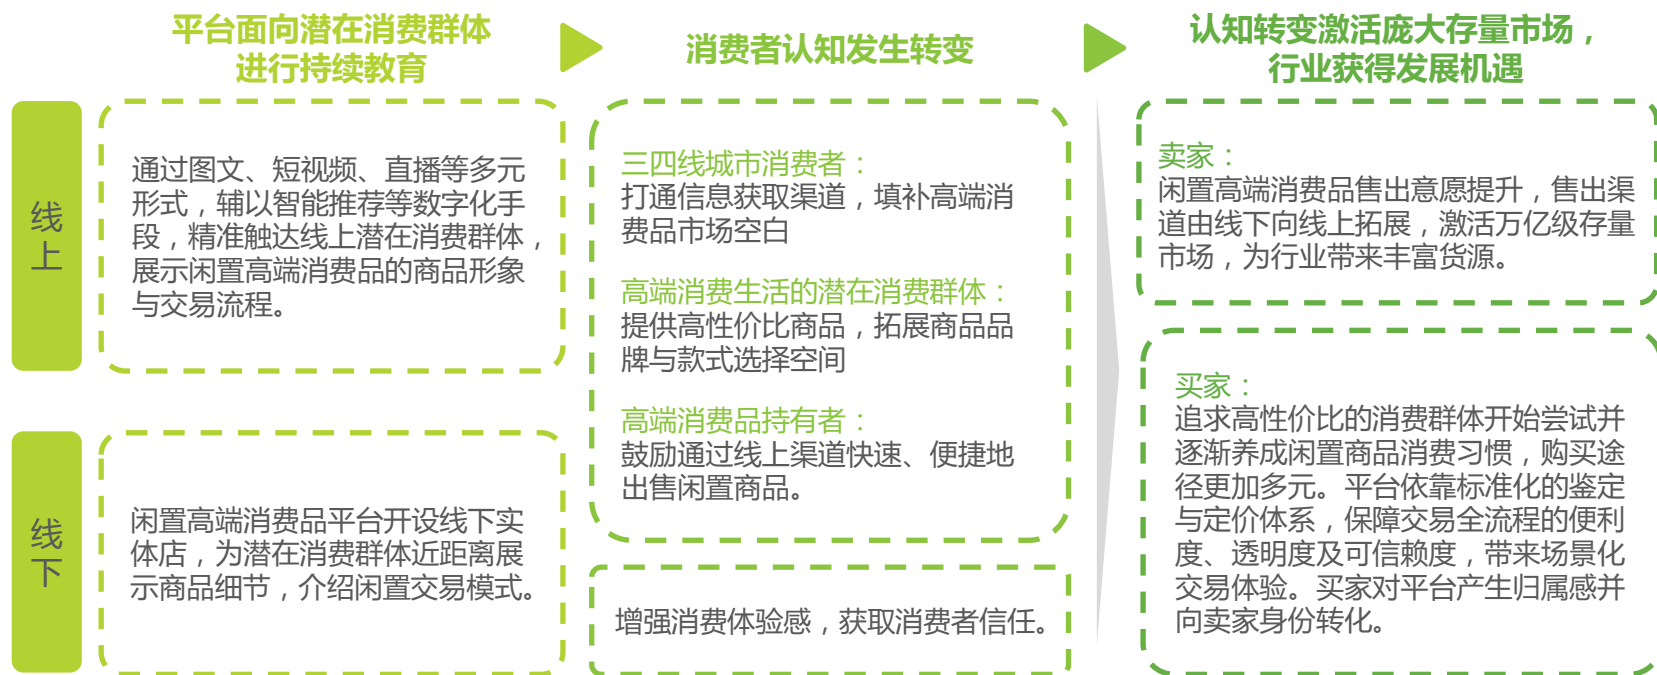 平台面向潜在消费群体
进行持续教育
消费者认知发生转变
认知转变激活庞大存量市场，
行业获得发展机遇
线
上
通过图文、短视频、直播等多元
形式，辅以智能推荐等数字化手
段，精准触达线上潜在消费群体，
展示闲置高端消费品的商品形象
与交易流程。
线
下
闲置高端消费品平台开设线下实
体店，为潜在消费群体近距离展
示商品细节，介绍闲置交易模式。
三四线城市消费者：
打通信息获取渠道，填补高端消
费品市场空白
高端消费生活的潜在消费群体：
提供高性价比商品，拓展商品品
牌与款式选择空间
高端消费品持有者：
鼓励通过线上渠道快速、便捷地
出售闲置商品。
增强消费体验感，获取消费者信任。
卖家：
闲置高端消费品售出意愿提升，售出渠
道由线下向线上拓展，激活万亿级存量
市场，为行业带来丰富货源。
买家：
追求高性价比的消费群体开始尝试并
逐渐养成闲置商品消费习惯，购买途
径更加多元。平台依靠标准化的鉴定
与定价体系，保障交易全流程的便利
度、透明度及可信赖度，带来场景化
交易体验。买家对平台产生归属感并
向卖家身份转化。